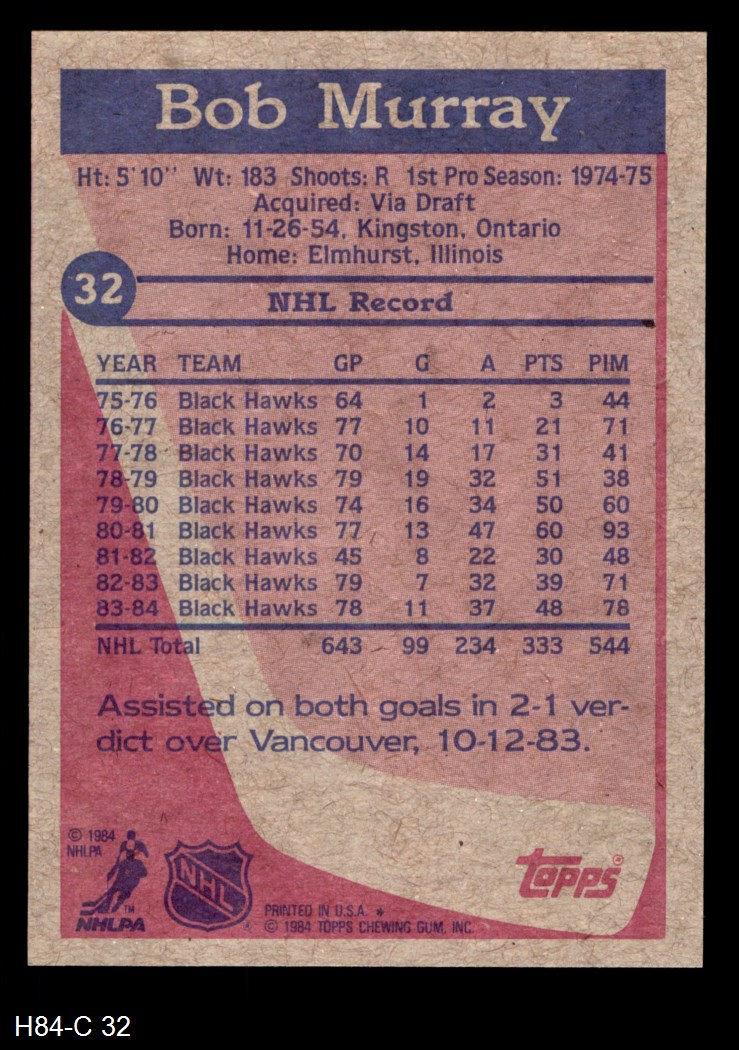 Bob Murray
Ht: 5'10" Wt: 183 Shoots: R 1st Pro Season: 1974-75
Acquired: Via Draft
Born: 11-26-54, Kingston, Ontario
Home: Elmhurst, Illinois
32
NHL Record
YEAR TEAM GP G A PTS PIM
75-76 Black Hawks 64 1 2 3 44
76-77 Black Hawks 77 10 11 21 71
77-78 Black Hawks 70 14 17 31 41
78-79 Black Hawks 79 19 32 51 38
79-80 Black Hawks 74 16 34 50 60
80-81 Black Hawks 77 13 47 60 93
81-82 Black Hawks 45 8 22 30 48
82-83 Black Hawks 79 7 32 39 71
83-84 Black Hawks 78 11 37 48 78
NHL Total 643 99 234 333 544
Assisted on both goals in 2-1 ver-
dict over Vancouver, 10-12-83.
© 1984
NHLPA
TM
NHLPA
NHL
®
PRINTED IN U.S.A. *
© 1984 TOPPS CHEWING GUM, INC.
topps®
H84-C 32